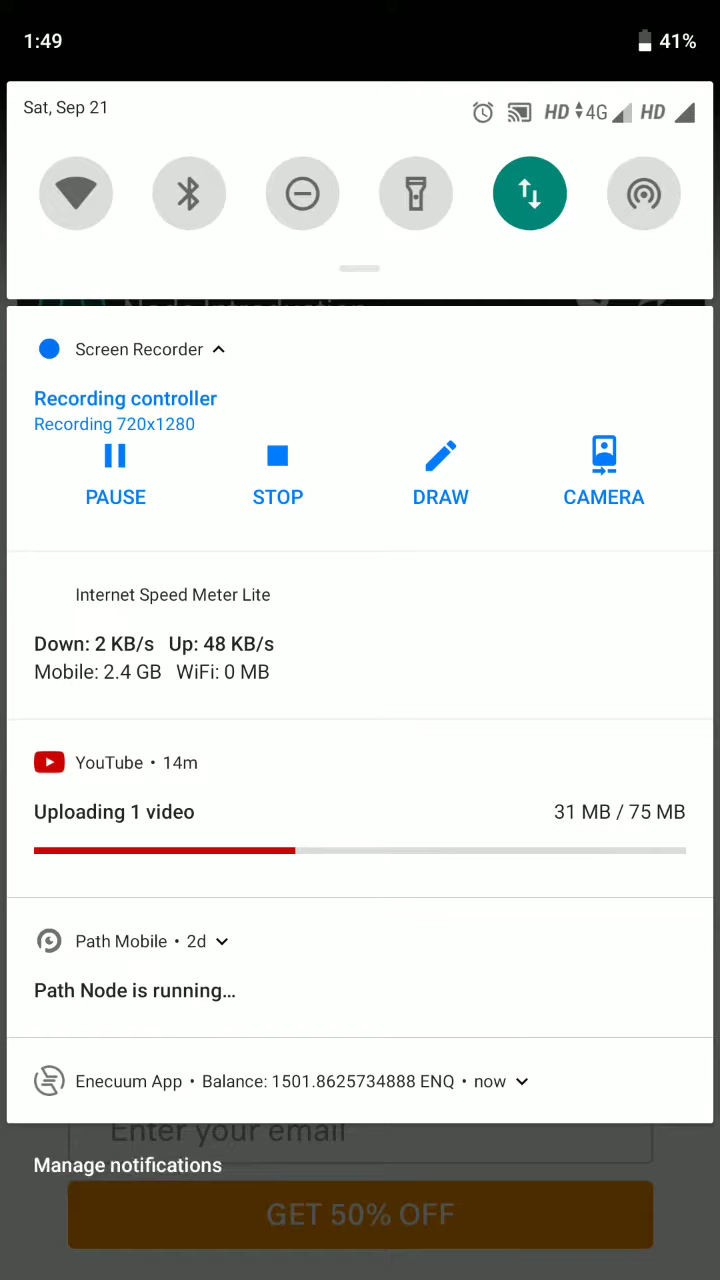 1:49 41%
Sat, Sep 21 HD 4G HD
Node Introduction
Screen Recorder
Recording controller
Recording 720x1280
PAUSE STOP DRAW CAMERA
Internet Speed Meter Lite
Down: 2 KB/s Up: 48 KB/s
Mobile: 2.4 GB WiFi: 0 MB
YouTube • 14m
Uploading 1 video 31 MB / 75 MB
Path Mobile • 2d
Path Node is running...
Enecuum App • Balance: 1501.8625734888 ENQ • now
Enter your email
Manage notifications
GET 50% OFF